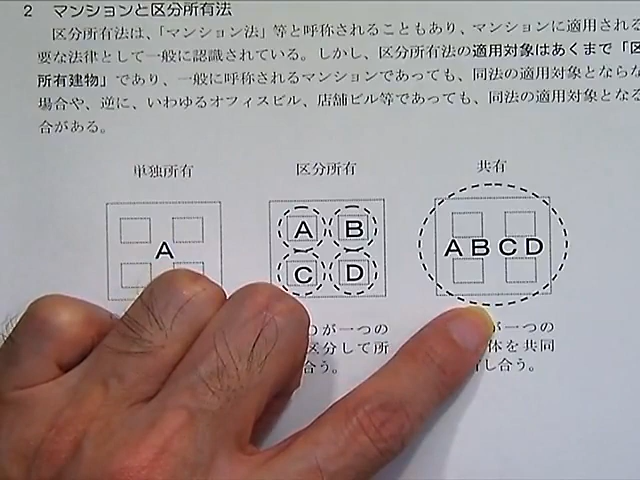 2 マンションと区分所有法
区分所有法は、「マンション法」等と呼称されることもあり、マンションに適用される
要な法律として一般に認識されている。しかし、区分所有法の適用対象はあくまで「区
所有建物」であり、一般に呼称されるマンションであっても、同法の適用対象とならな
場合や、逆に、いわゆるオフィスビル、店舗ビル等であっても、同法の適用対象となる
合がある。
単独所有 区分所有 共有
A
A B
C D
A B C D
が一つの
区分して所
合う。
が一つの
体を共同
し合う。